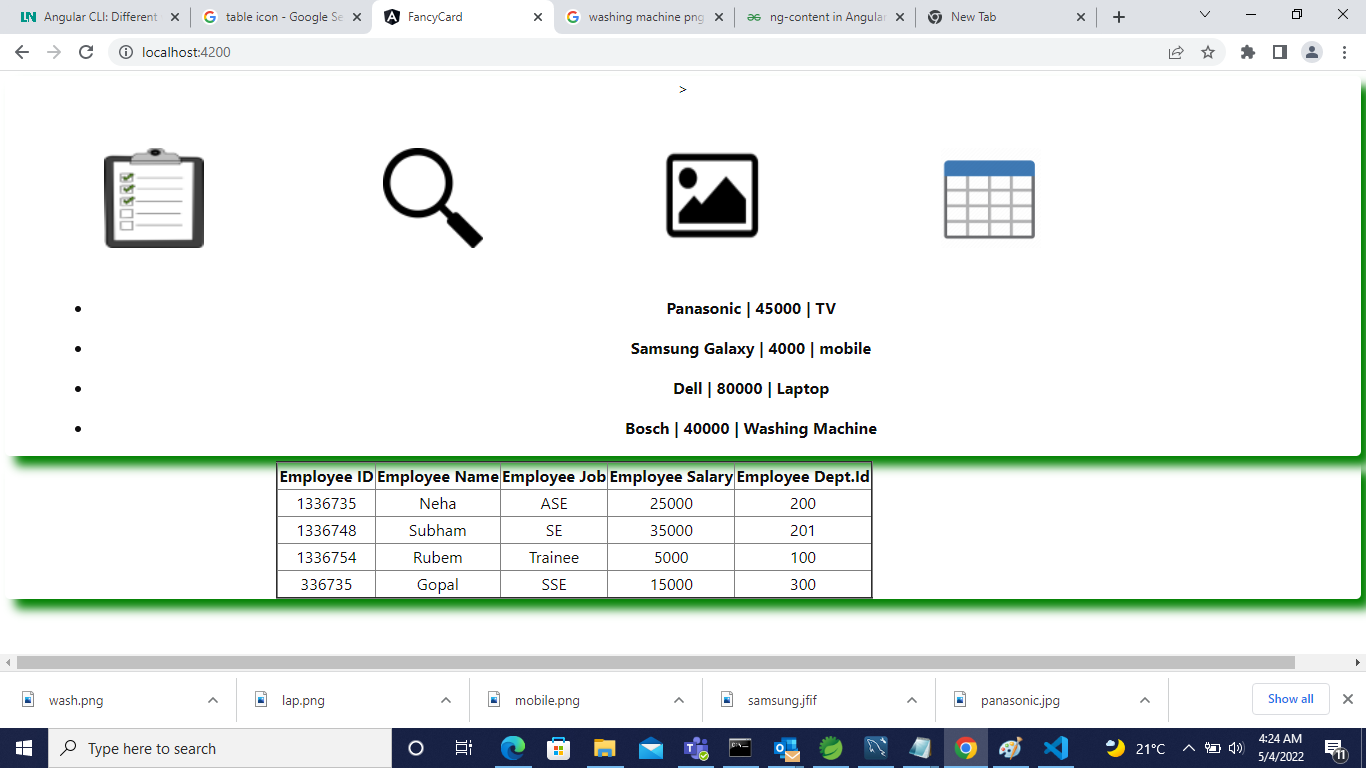 Angular CLI: Different
table icon - Google Se
FancyCard
washing machine png
ng-content in Angular
New Tab
localhost:4200
>
Panasonic | 45000 | TV
Samsung Galaxy | 4000 | mobile
Dell | 80000 | Laptop
Bosch | 40000 | Washing Machine
Employee ID Employee Name Employee Job Employee Salary Employee Dept.Id
1336735 Neha ASE 25000 200
1336748 Subham SE 35000 201
1336754 Rubem Trainee 5000 100
336735 Gopal SSE 15000 300
wash.png
lap.png
mobile.png
samsung.jfif
panasonic.jpg
Show all
Type here to search
21°C
4:24 AM
5/4/2022
11